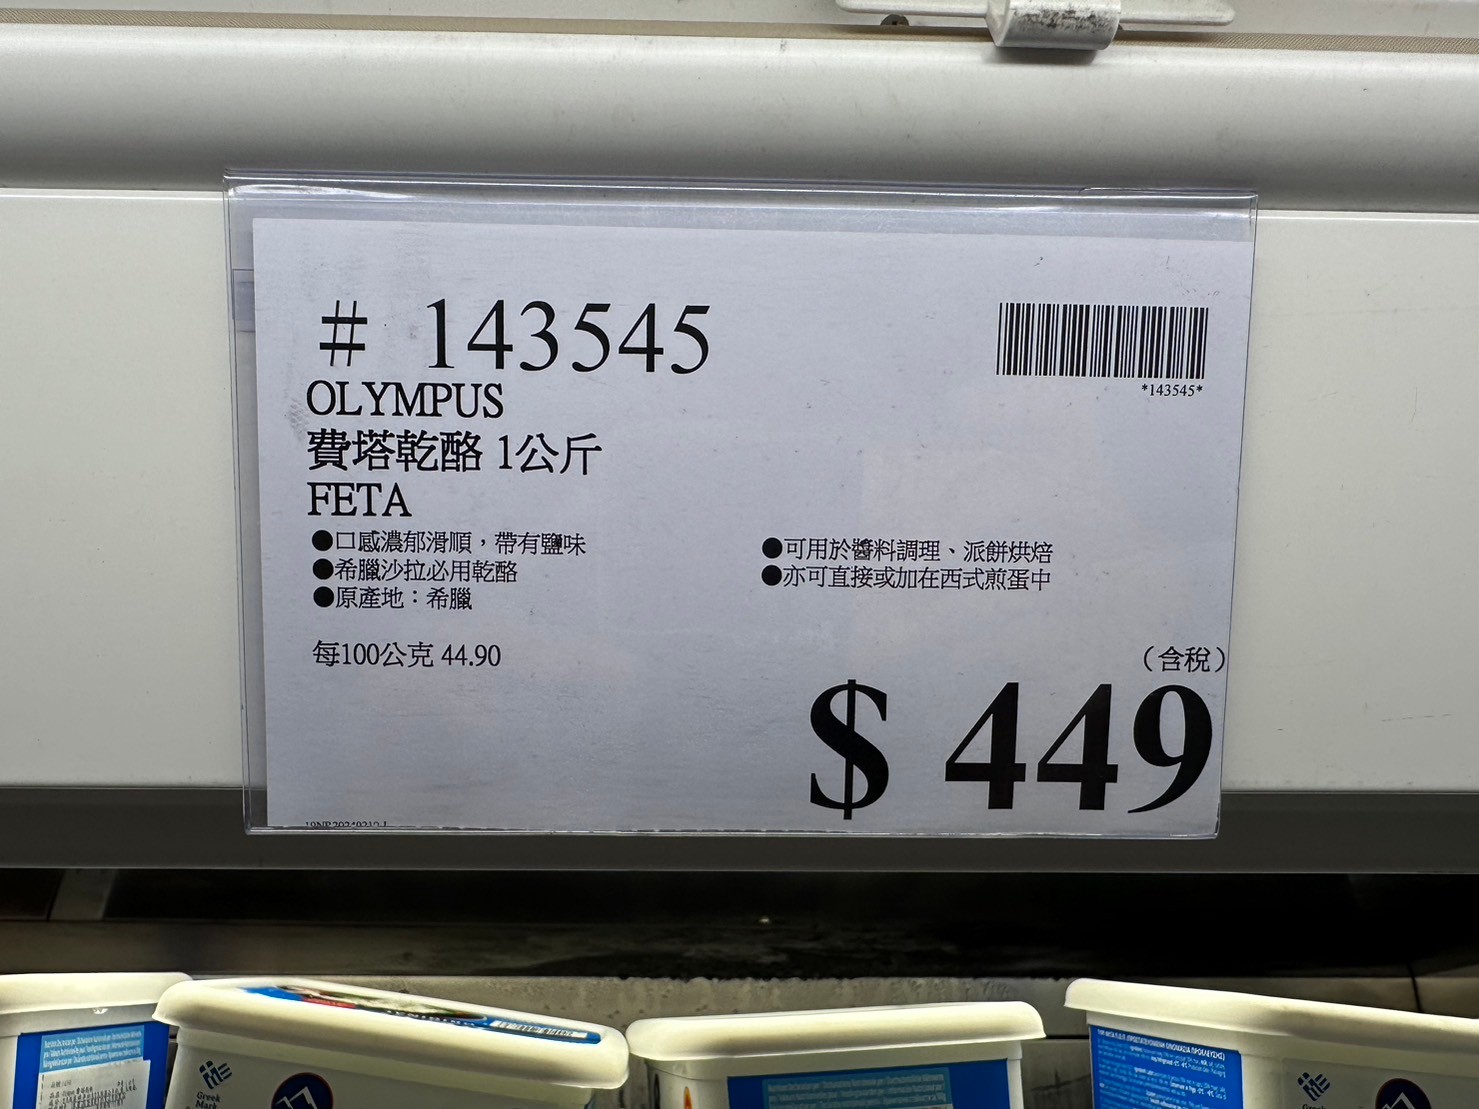 # 143545
*143545*
OLYMPUS
費塔乾酪 1公斤
FETA
●口感濃郁滑順，帶有鹽味
●希臘沙拉必用乾酪
●原產地：希臘
●可用於醬料調理、派餅烘焙
●亦可直接或加在西式煎蛋中
每100公克 44.90
（含稅）
$ 449
Greek
Mark